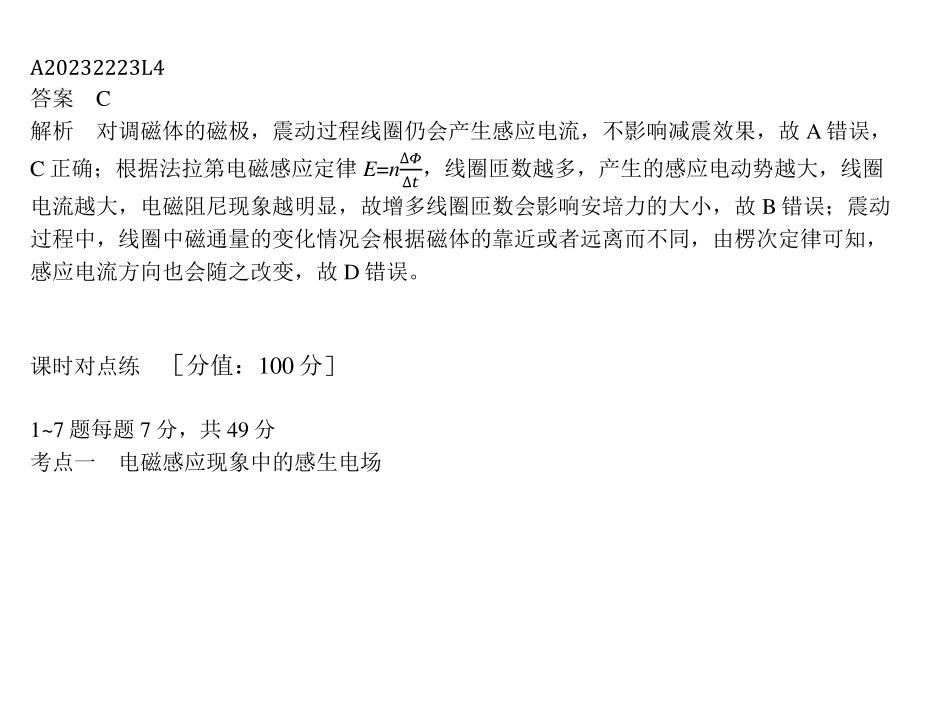 A20232223L4
答案　C
解析　对调磁体的磁极，震动过程线圈仍会产生感应电流，不影响减震效果，故 A 错误，
C 正确；根据法拉第电磁感应定律 E=nΔΦ/Δt，线圈匝数越多，产生的感应电动势越大，线圈
电流越大，电磁阻尼现象越明显，故增多线圈匝数会影响安培力的大小，故 B 错误；震动
过程中，线圈中磁通量的变化情况会根据磁体的靠近或者远离而不同，由楞次定律可知，
感应电流方向也会随之改变，故 D 错误。
课时对点练　［分值：100 分］
1~7 题每题 7 分，共 49 分
考点一　电磁感应现象中的感生电场